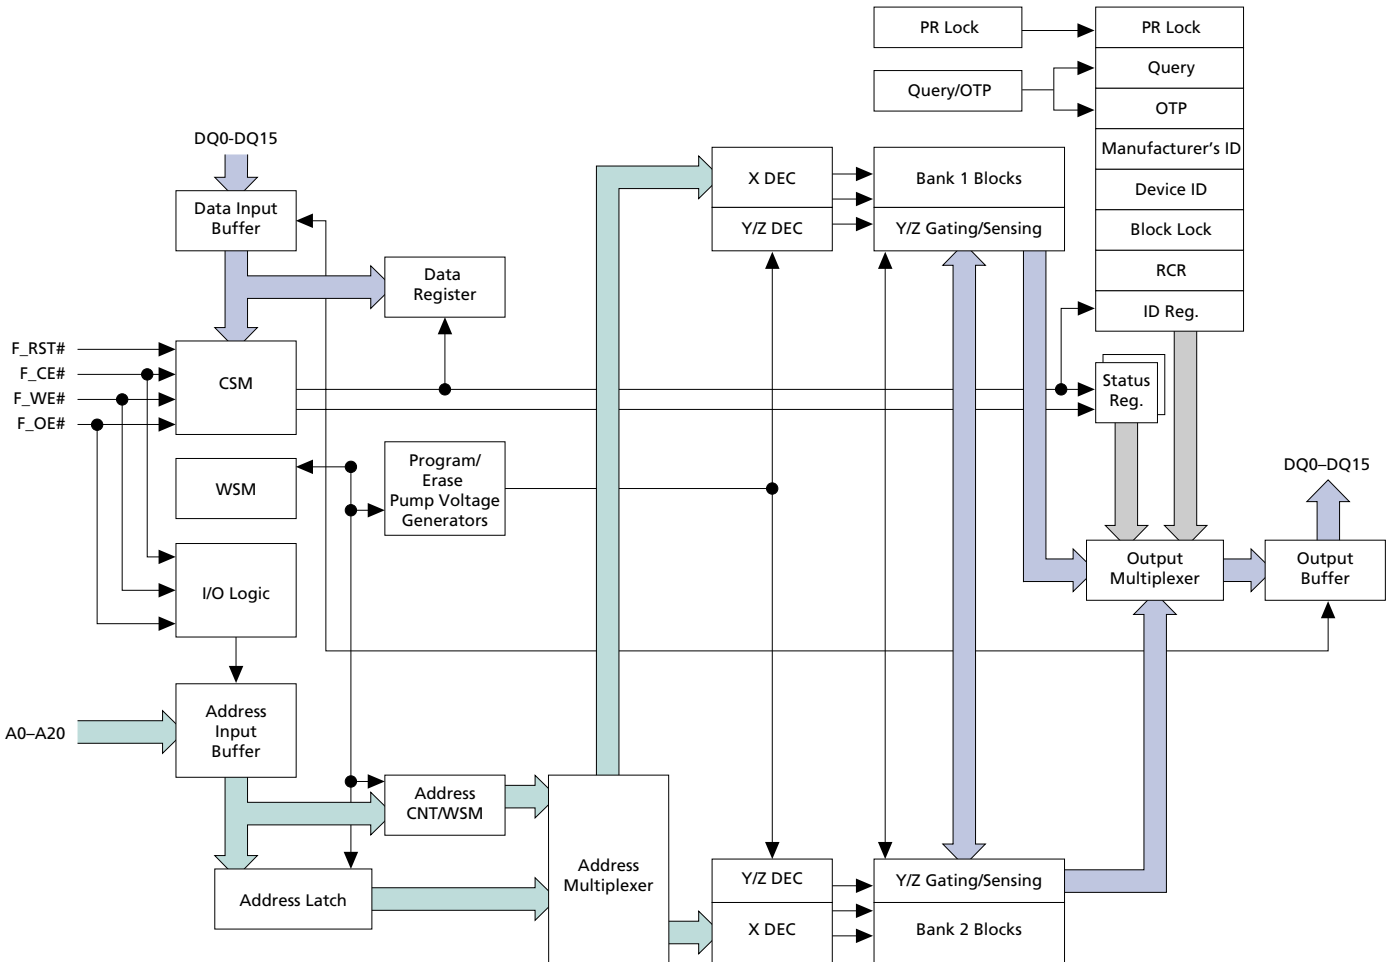 PR Lock
PR Lock
Query
Query/OTP
OTP
Manufacturer's ID
Device ID
Block Lock
RCR
ID Reg.
DQ0-DQ15
Data Input
Buffer
X DEC
Y/Z DEC
Bank 1 Blocks
Y/Z Gating/Sensing
Data
Register
F_RST#
F_CE#
F_WE#
F_OE#
CSM
Status
Reg.
WSM
Program/
Erase
Pump Voltage
Generators
DQ0–DQ15
I/O Logic
Output
Multiplexer
Output
Buffer
A0–A20
Address
Input
Buffer
Address
CNT/WSM
Address Latch
Address
Multiplexer
Y/Z DEC
X DEC
Y/Z Gating/Sensing
Bank 2 Blocks